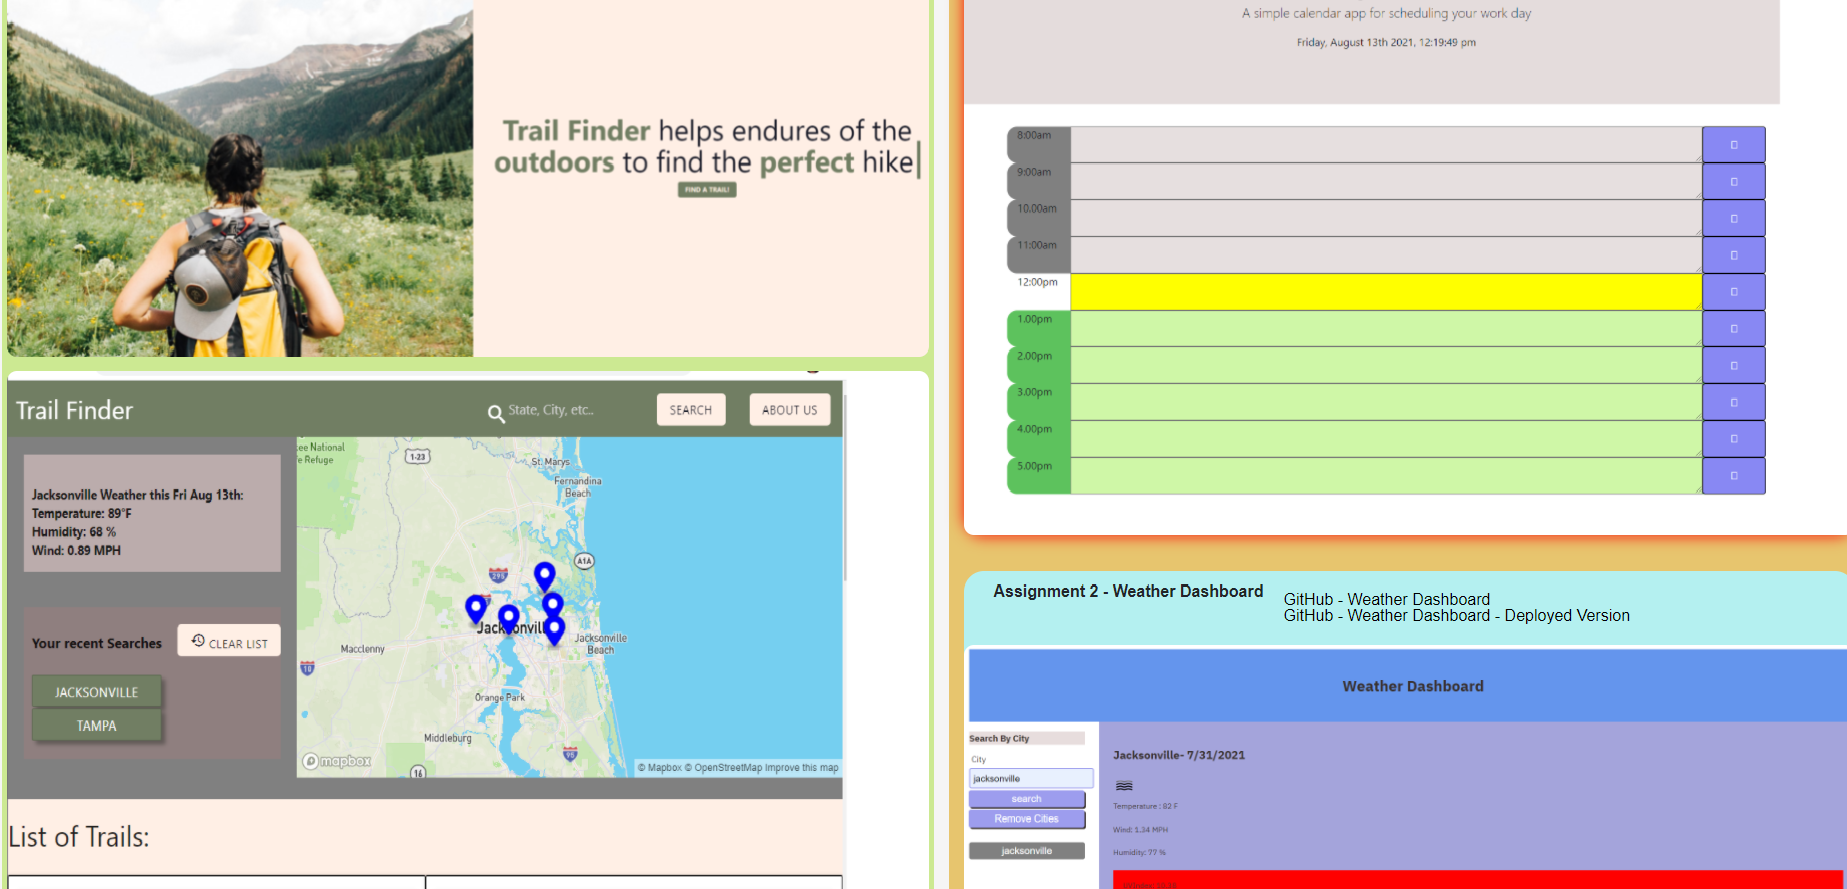 Trail Finder helps endures of the
outdoors to find the perfect hike
FIND A TRAIL!
Trail Finder
State, City, etc..
SEARCH
ABOUT US
Jacksonville Weather this Fri Aug 13th:
Temperature: 89°F
Humidity: 68 %
Wind: 0.89 MPH
Your recent Searches
CLEAR LIST
JACKSONVILLE
TAMPA
ee National
e Refuge
1-23
St. Marys
Fernandina
Beach
A1A
295
Jacksonville
Jacksonville
Beach
Macclenny
10
Orange Park
Middleburg
95
16
mapbox
© Mapbox © OpenStreetMap Improve this map
List of Trails:
A simple calendar app for scheduling your work day
Friday, August 13th 2021, 12:19:49 pm
8:00am
9:00am
10.00am
11:00am
12:00pm
1.00pm
2.00pm
3.00pm
4.00pm
5.00pm
Assignment 2 - Weather Dashboard
GitHub - Weather Dashboard
GitHub - Weather Dashboard - Deployed Version
Weather Dashboard
Search By City
City
jacksonville
search
Remove Cities
jacksonville
Jacksonville- 7/31/2021
Temperature : 82 F
Wind: 1.34 MPH
Humidity: 77 %